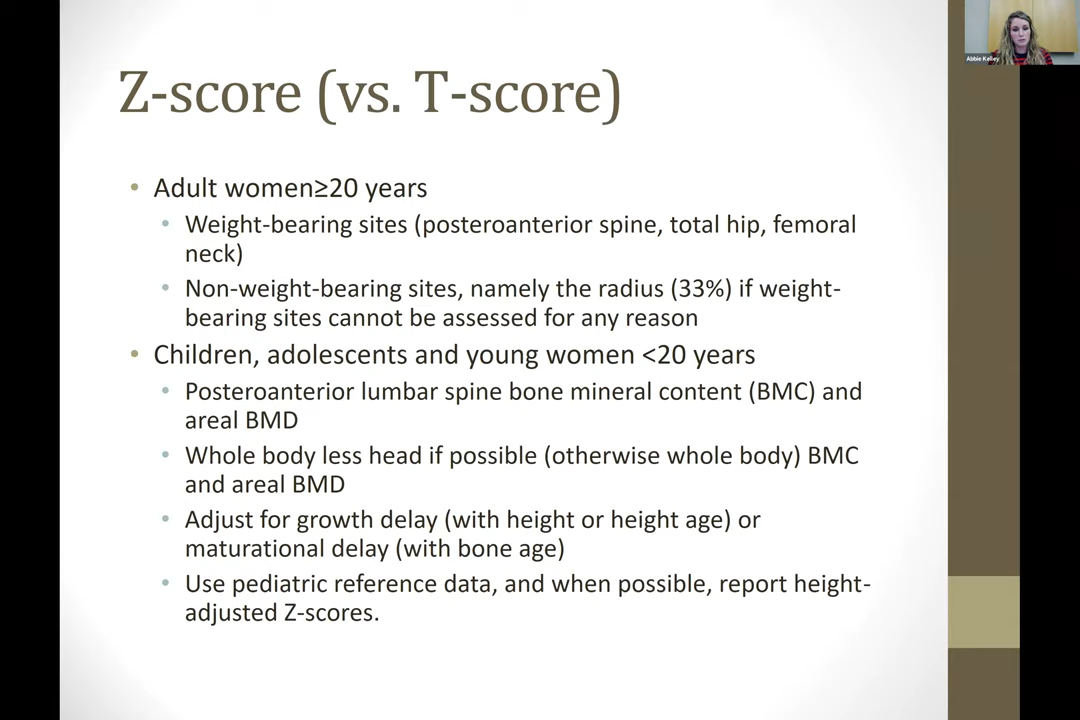 Z-score (vs. T-score)
• Adult women≥20 years
• Weight-bearing sites (posteroanterior spine, total hip, femoral
neck)
• Non-weight-bearing sites, namely the radius (33%) if weight-
bearing sites cannot be assessed for any reason
• Children, adolescents and young women <20 years
• Posteroanterior lumbar spine bone mineral content (BMC) and
areal BMD
• Whole body less head if possible (otherwise whole body) BMC
and areal BMD
• Adjust for growth delay (with height or height age) or
maturational delay (with bone age)
• Use pediatric reference data, and when possible, report height-
adjusted Z-scores.
Abbie Kelley